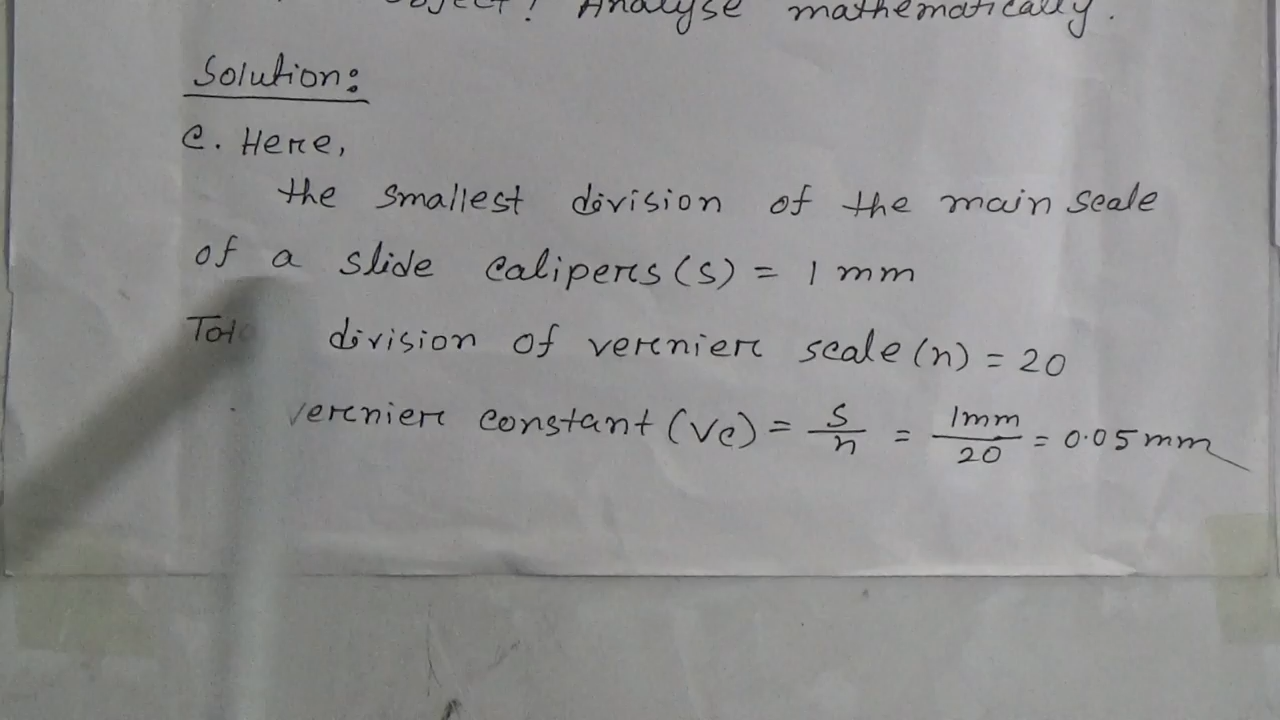 Analyse mathematically.
Solution:
c. Here,
the smallest division of the main scale
of a slide calipers (s) = 1 mm
division of vernier scale (n) = 20
vernier constant (Vc) = s/n = 1mm/20 = 0.05 mm